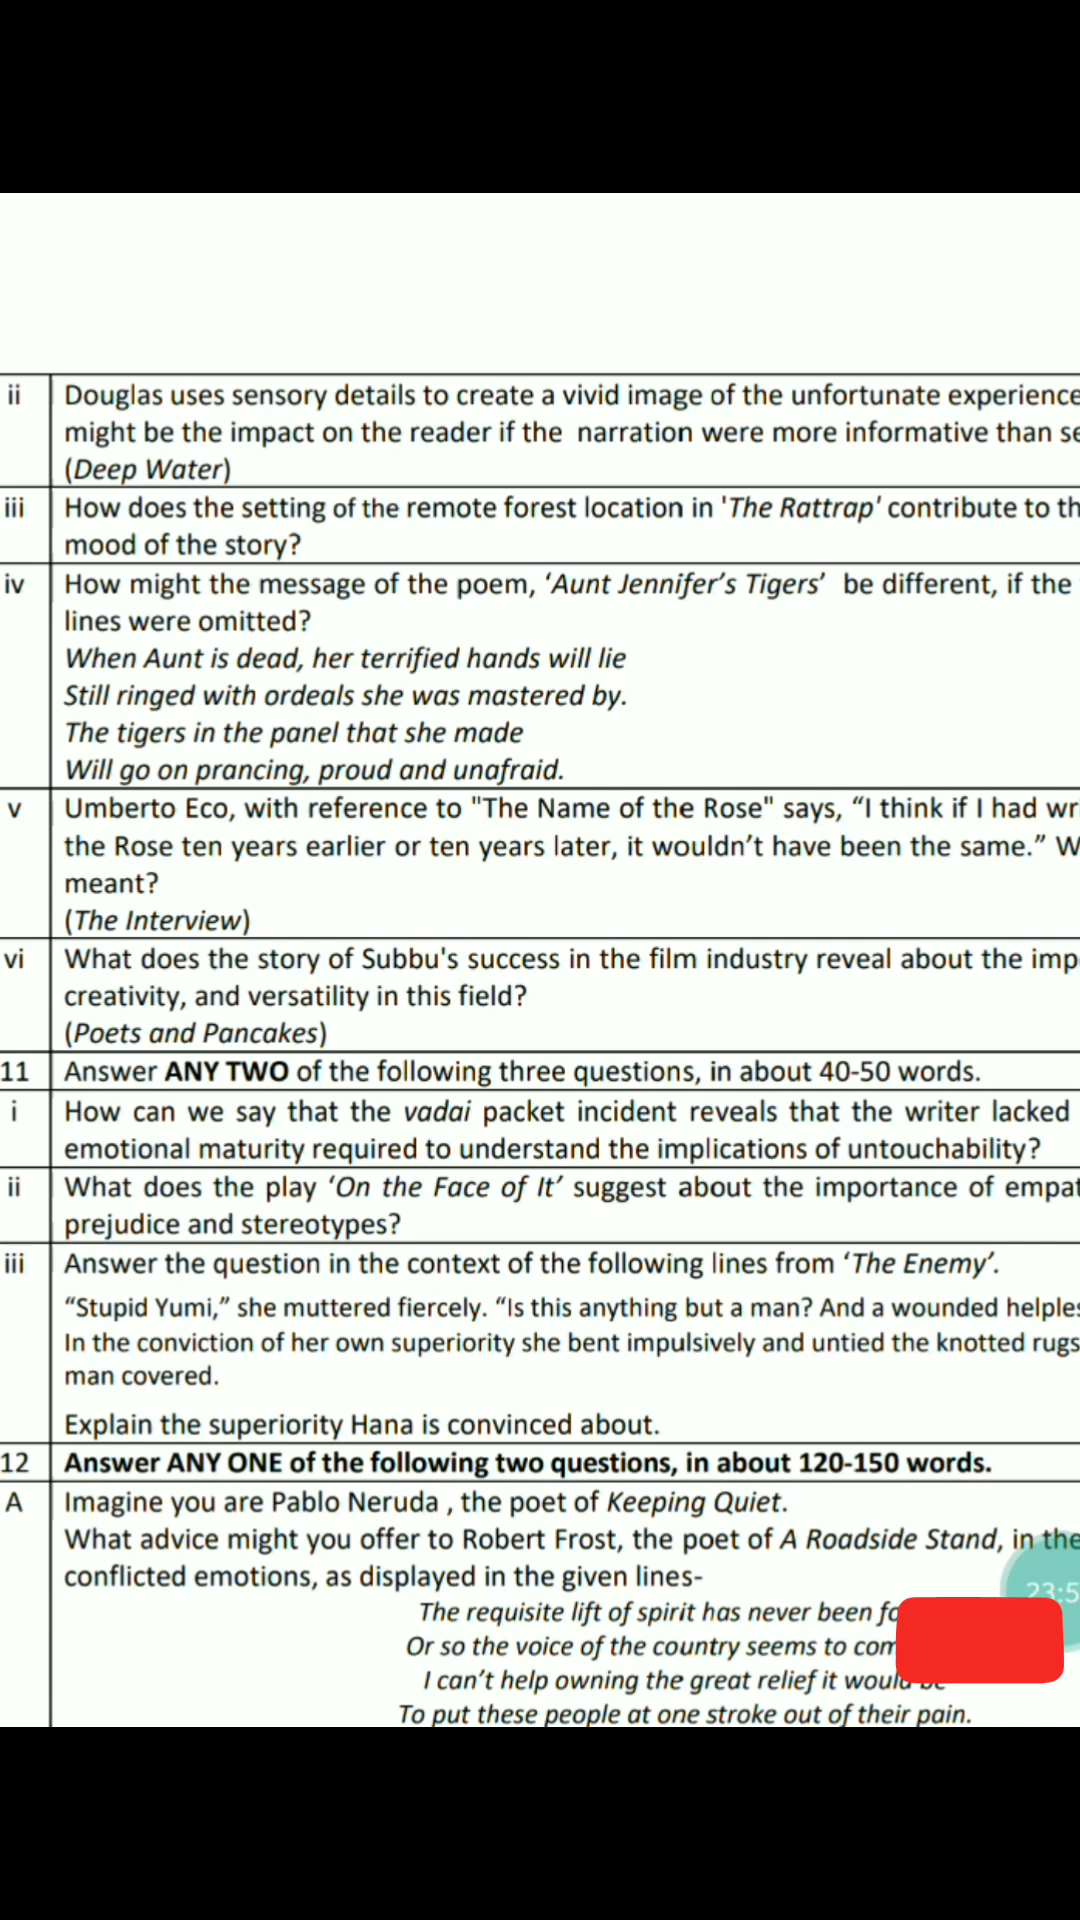 ii Douglas uses sensory details to create a vivid image of the unfortunate experience
might be the impact on the reader if the narration were more informative than
(Deep Water)
iii How does the setting of the remote forest location in 'The Rattrap' contribute to
mood of the story?
iv How might the message of the poem, ‘Aunt Jennifer’s Tigers’ be different, if the
lines were omitted?
When Aunt is dead, her terrified hands will lie
Still ringed with ordeals she was mastered by.
The tigers in the panel that she made
Will go on prancing, proud and unafraid.
v Umberto Eco, with reference to "The Name of the Rose" says, “I think if I had
the Rose ten years earlier or ten years later, it wouldn’t have been the same.”
meant?
(The Interview)
vi What does the story of Subbu's success in the film industry reveal about the
creativity, and versatility in this field?
(Poets and Pancakes)
11 Answer ANY TWO of the following three questions, in about 40-50 words.
i How can we say that the vadai packet incident reveals that the writer lacked
emotional maturity required to understand the implications of untouchability?
ii What does the play ‘On the Face of It’ suggest about the importance of
prejudice and stereotypes?
iii Answer the question in the context of the following lines from ‘The Enemy’.
“Stupid Yumi,” she muttered fiercely. “Is this anything but a man? And a wounded
In the conviction of her own superiority she bent impulsively and untied the knotted rugs
man covered.
Explain the superiority Hana is convinced about.
12 Answer ANY ONE of the following two questions, in about 120-150 words.
A Imagine you are Pablo Neruda , the poet of Keeping Quiet.
What advice might you offer to Robert Frost, the poet of A Roadside Stand, in the
conflicted emotions, as displayed in the given lines-
23:5
The requisite lift of spirit has never been
Or so the voice of the country seems to
I can’t help owning the great relief it would be
To put these people at one stroke out of their pain.